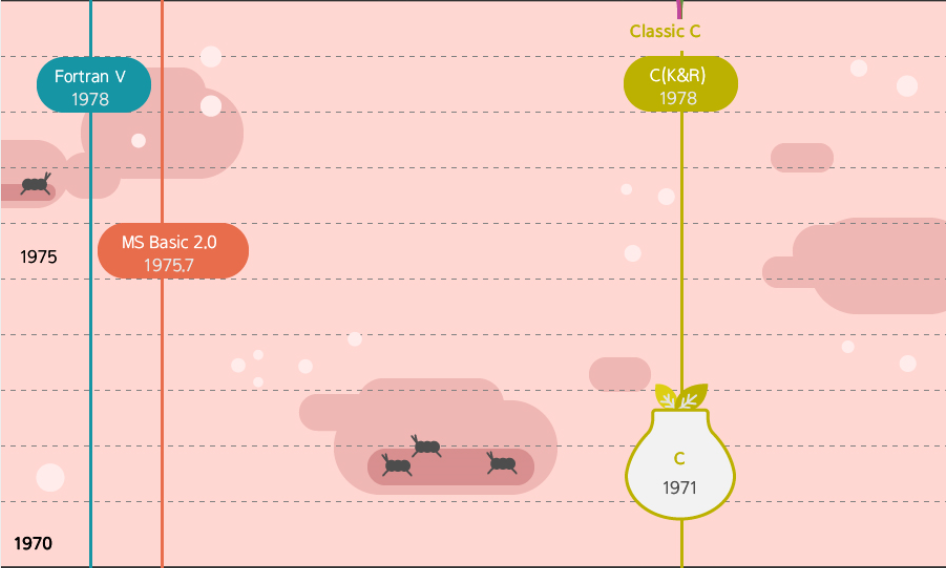 Classic C
Fortran V
1978
C(K&R)
1978
MS Basic 2.0
1975.7
1975
C
1971
1970